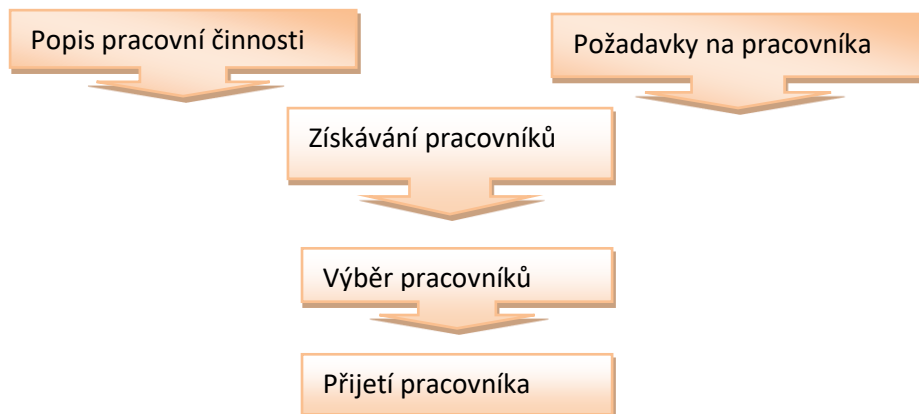 Popis pracovní činnosti
Požadavky na pracovníka
Získávání pracovníků
Výběr pracovníků
Přijetí pracovníka